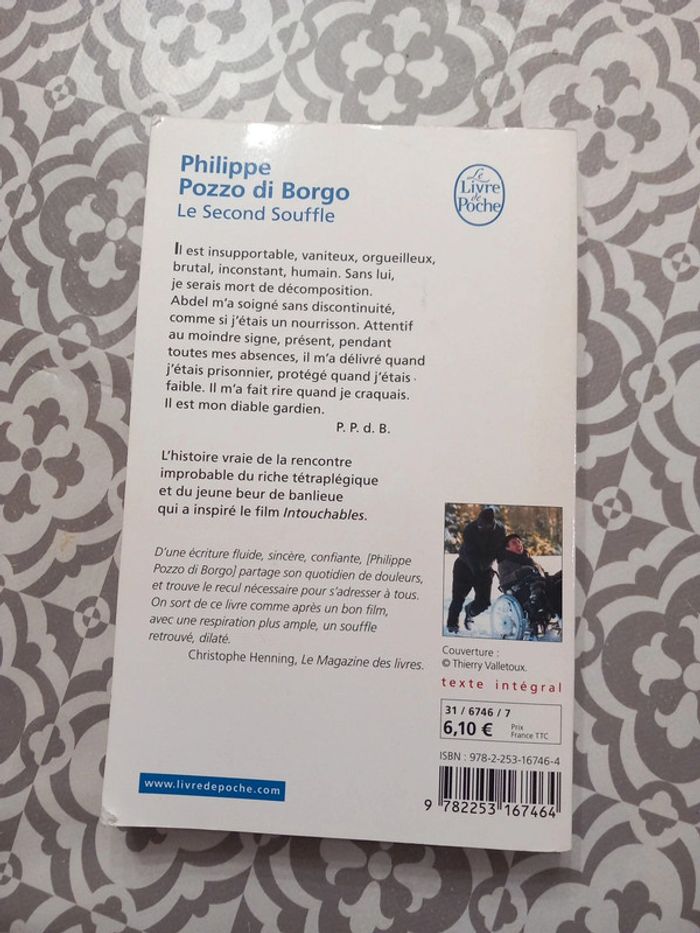 Philippe
Pozzo di Borgo
Le Second Souffle
Le
Livre
de
Poche
Il est insupportable, vaniteux, orgueilleux,
brutal, inconstant, humain. Sans lui,
je serais mort de décomposition.
Abdel m'a soigné sans discontinuité,
comme si j'étais un nourrisson. Attentif
au moindre signe, présent, pendant
toutes mes absences, il m'a délivré quand
j'étais prisonnier, protégé quand j'étais
faible. Il m'a fait rire quand je craquais.
Il est mon diable gardien.
P. P. d. B.
L'histoire vraie de la rencontre
improbable du riche tétraplégique
et du jeune beur de banlieue
qui a inspiré le film Intouchables.
D'une écriture fluide, sincère, confiante, [Philippe
Pozzo di Borgo] partage son quotidien de douleurs,
et trouve le recul nécessaire pour s'adresser à tous.
On sort de ce livre comme après un bon film,
avec une respiration plus ample, un souffle
retrouvé, dilaté.
Christophe Henning, Le Magazine des livres.
Couverture :
© Thierry Valletoux.
texte intégral
31 / 6746 / 7
6,10 € Prix
France TTC
ISBN : 978-2-253-16746-4
9 782253 167464
www.livredepoche.com